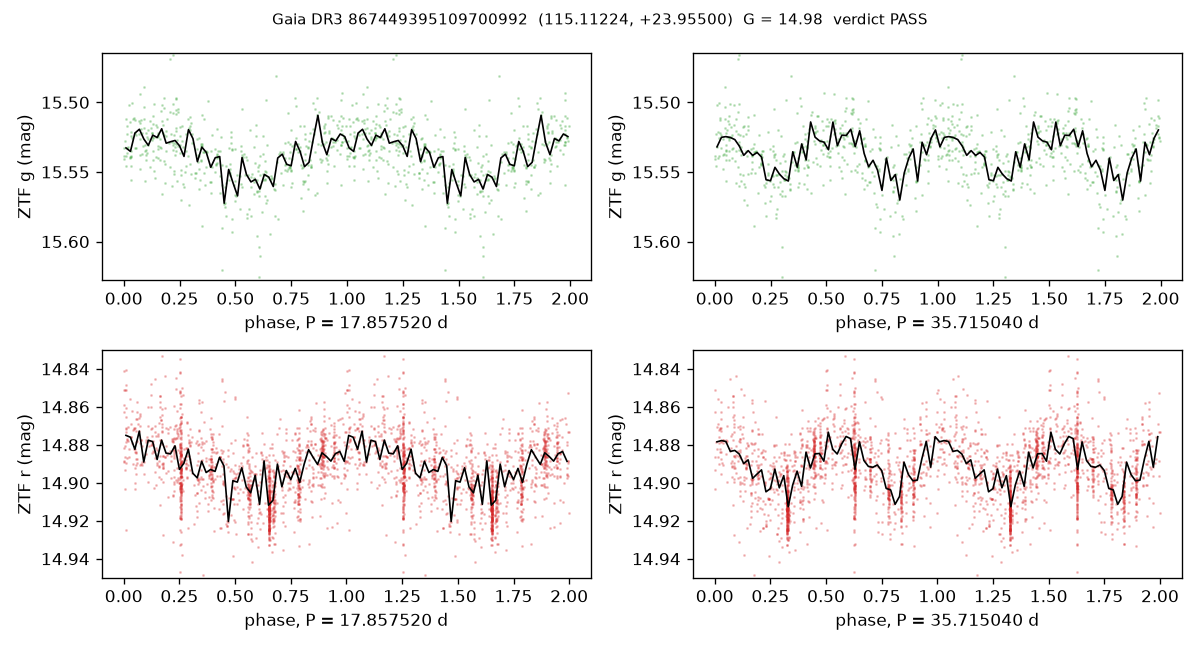 Gaia DR3 867449395109700992 (115.11224, +23.95500) G = 14.98 verdict PASS
ZTF g (mag)
15.50
15.55
15.60
0.00 0.25 0.50 0.75 1.00 1.25 1.50 1.75 2.00
phase, P = 17.857520 d
ZTF g (mag)
15.50
15.55
15.60
0.00 0.25 0.50 0.75 1.00 1.25 1.50 1.75 2.00
phase, P = 35.715040 d
ZTF r (mag)
14.84
14.86
14.88
14.90
14.92
14.94
0.00 0.25 0.50 0.75 1.00 1.25 1.50 1.75 2.00
phase, P = 17.857520 d
ZTF r (mag)
14.84
14.86
14.88
14.90
14.92
14.94
0.00 0.25 0.50 0.75 1.00 1.25 1.50 1.75 2.00
phase, P = 35.715040 d